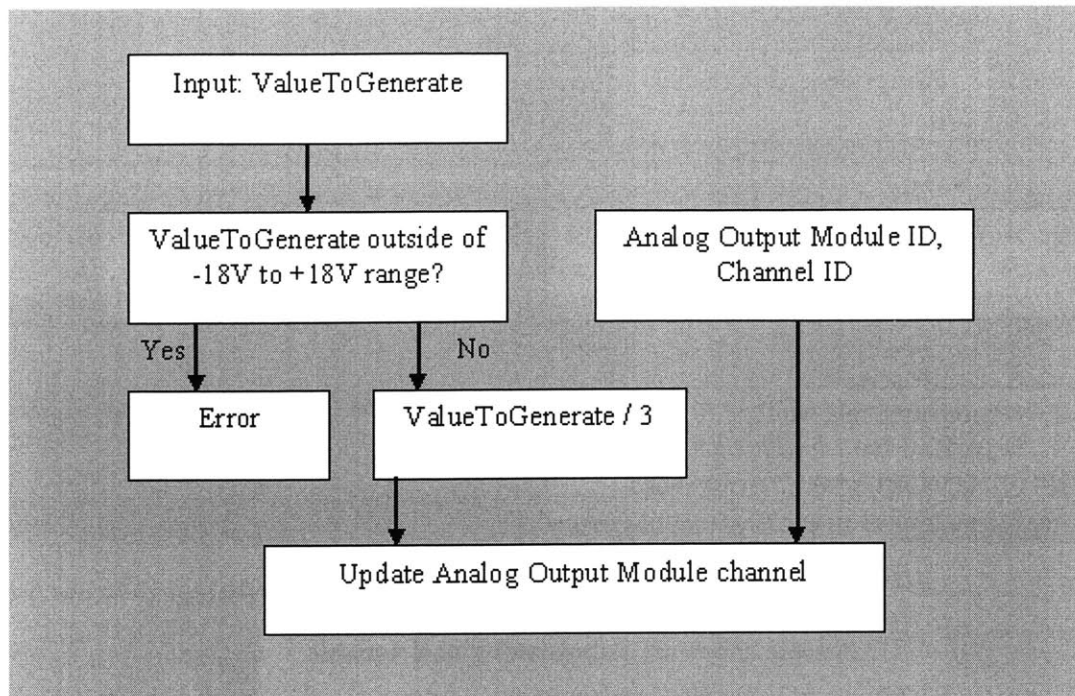 Input: ValueToGenerate
ValueToGenerate outside of
-18V to +18V range?
Analog Output Module ID,
Channel ID
Yes
No
Error
ValueToGenerate / 3
Update Analog Output Module channel